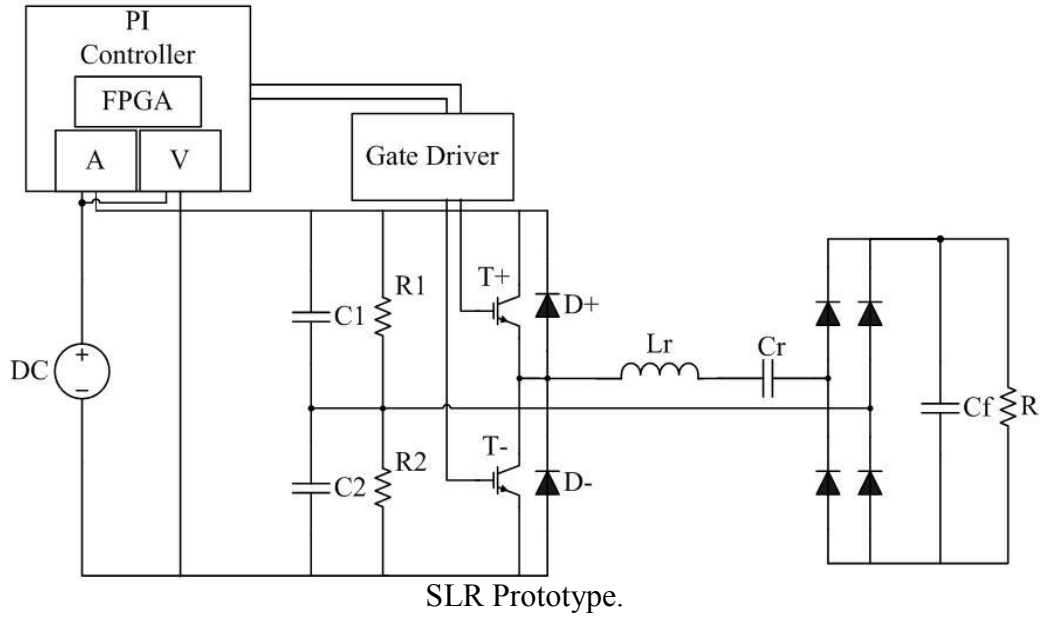 PI
Controller
FPGA
A
V
Gate Driver
T+
R1
D+
C1
Lr
Cr
+
DC
−
Cf
R
T-
R2
C2
D-
SLR Prototype.